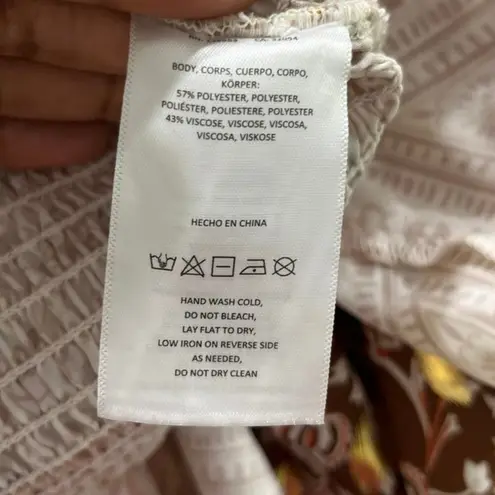 BODY, CORPS, CUERPO, CORPO,
KÖRPER:
57% POLYESTER, POLYESTER,
POLIÉSTER, POLIESTERE, POLYESTER
43% VISCOSE, VISCOSE, VISCOSA,
VISCOSA, VISKOSE
HECHO EN CHINA
HAND WASH COLD,
DO NOT BLEACH,
LAY FLAT TO DRY,
LOW IRON ON REVERSE SIDE
AS NEEDED,
DO NOT DRY CLEAN